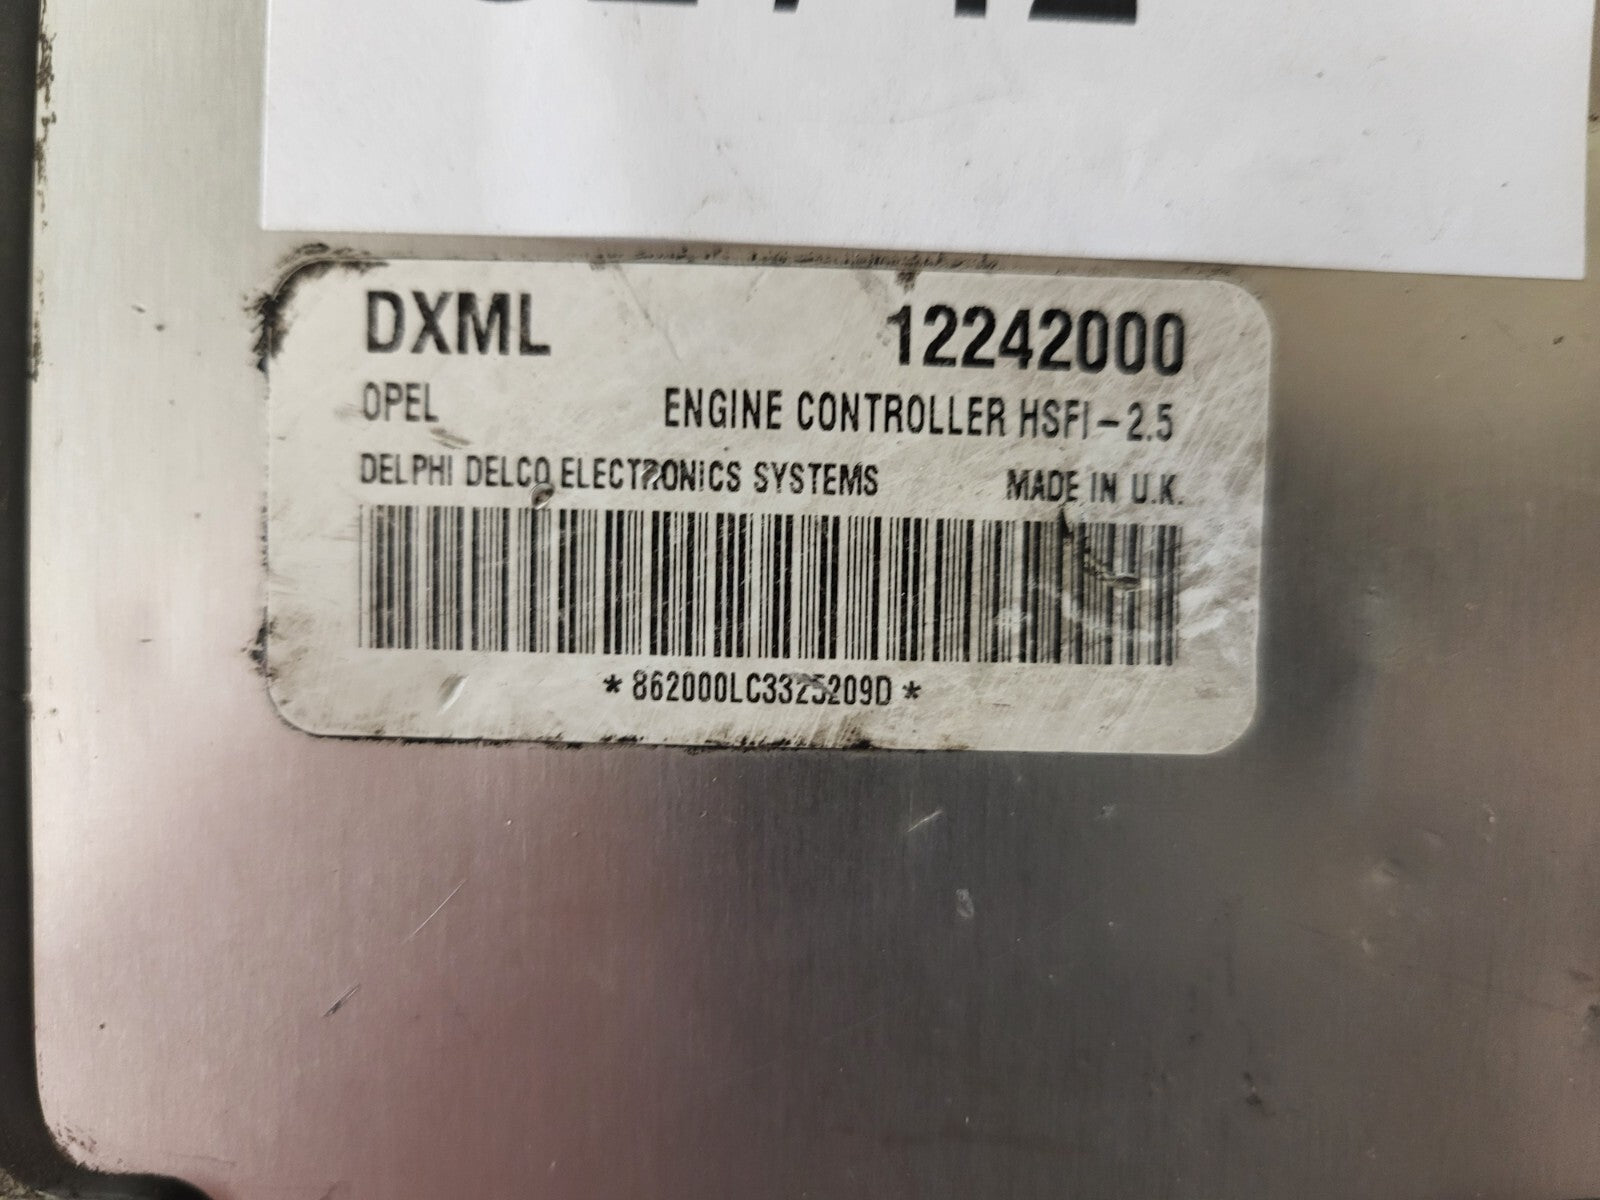 DXML 12242000
OPEL ENGINE CONTROLLER HSFI-2.5
DELPHI DELCO ELECTRONICS SYSTEMS MADE IN U.K.
*862000LC3325209D*